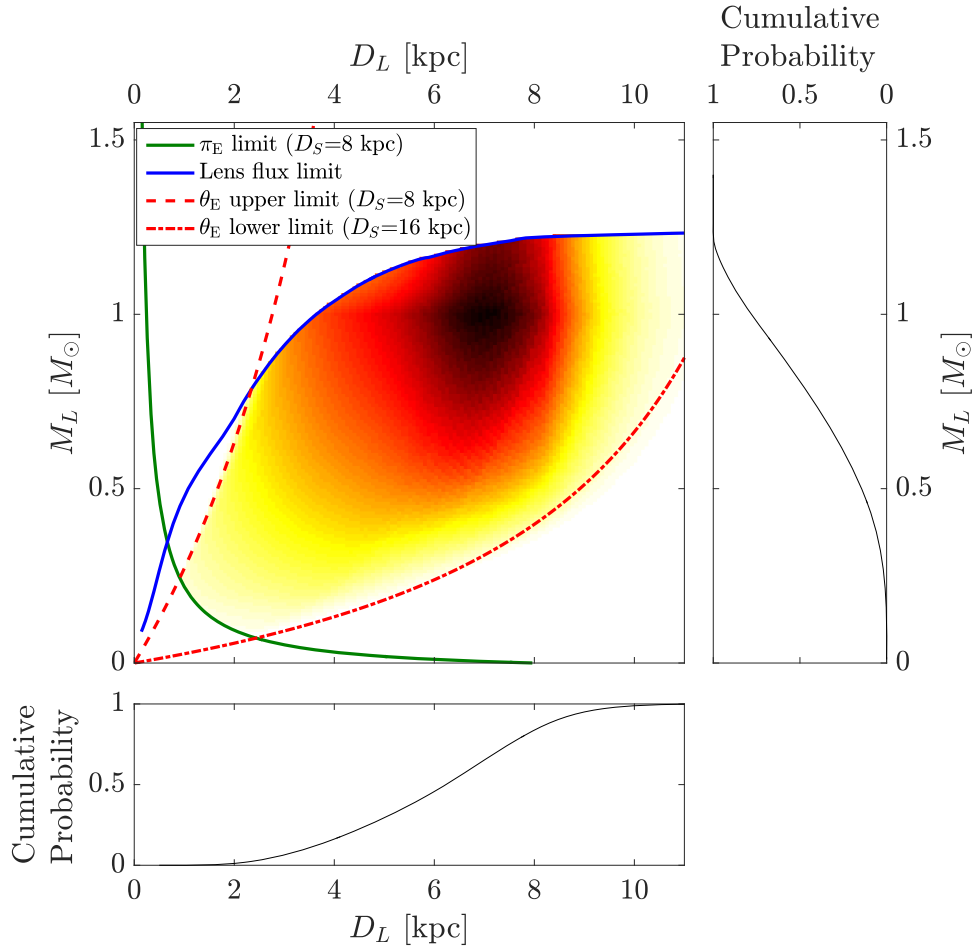 Cumulative
Probability
D_L [kpc]
0 2 4 6 8 10
1 0.5 0
π_E limit (D_S=8 kpc)
Lens flux limit
θ_E upper limit (D_S=8 kpc)
θ_E lower limit (D_S=16 kpc)
1.5
1
0.5
0
M_L [M_⊙]
1.5
1
0.5
0
M_L [M_⊙]
Cumulative
Probability
1
0.5
0
0 2 4 6 8 10
D_L [kpc]